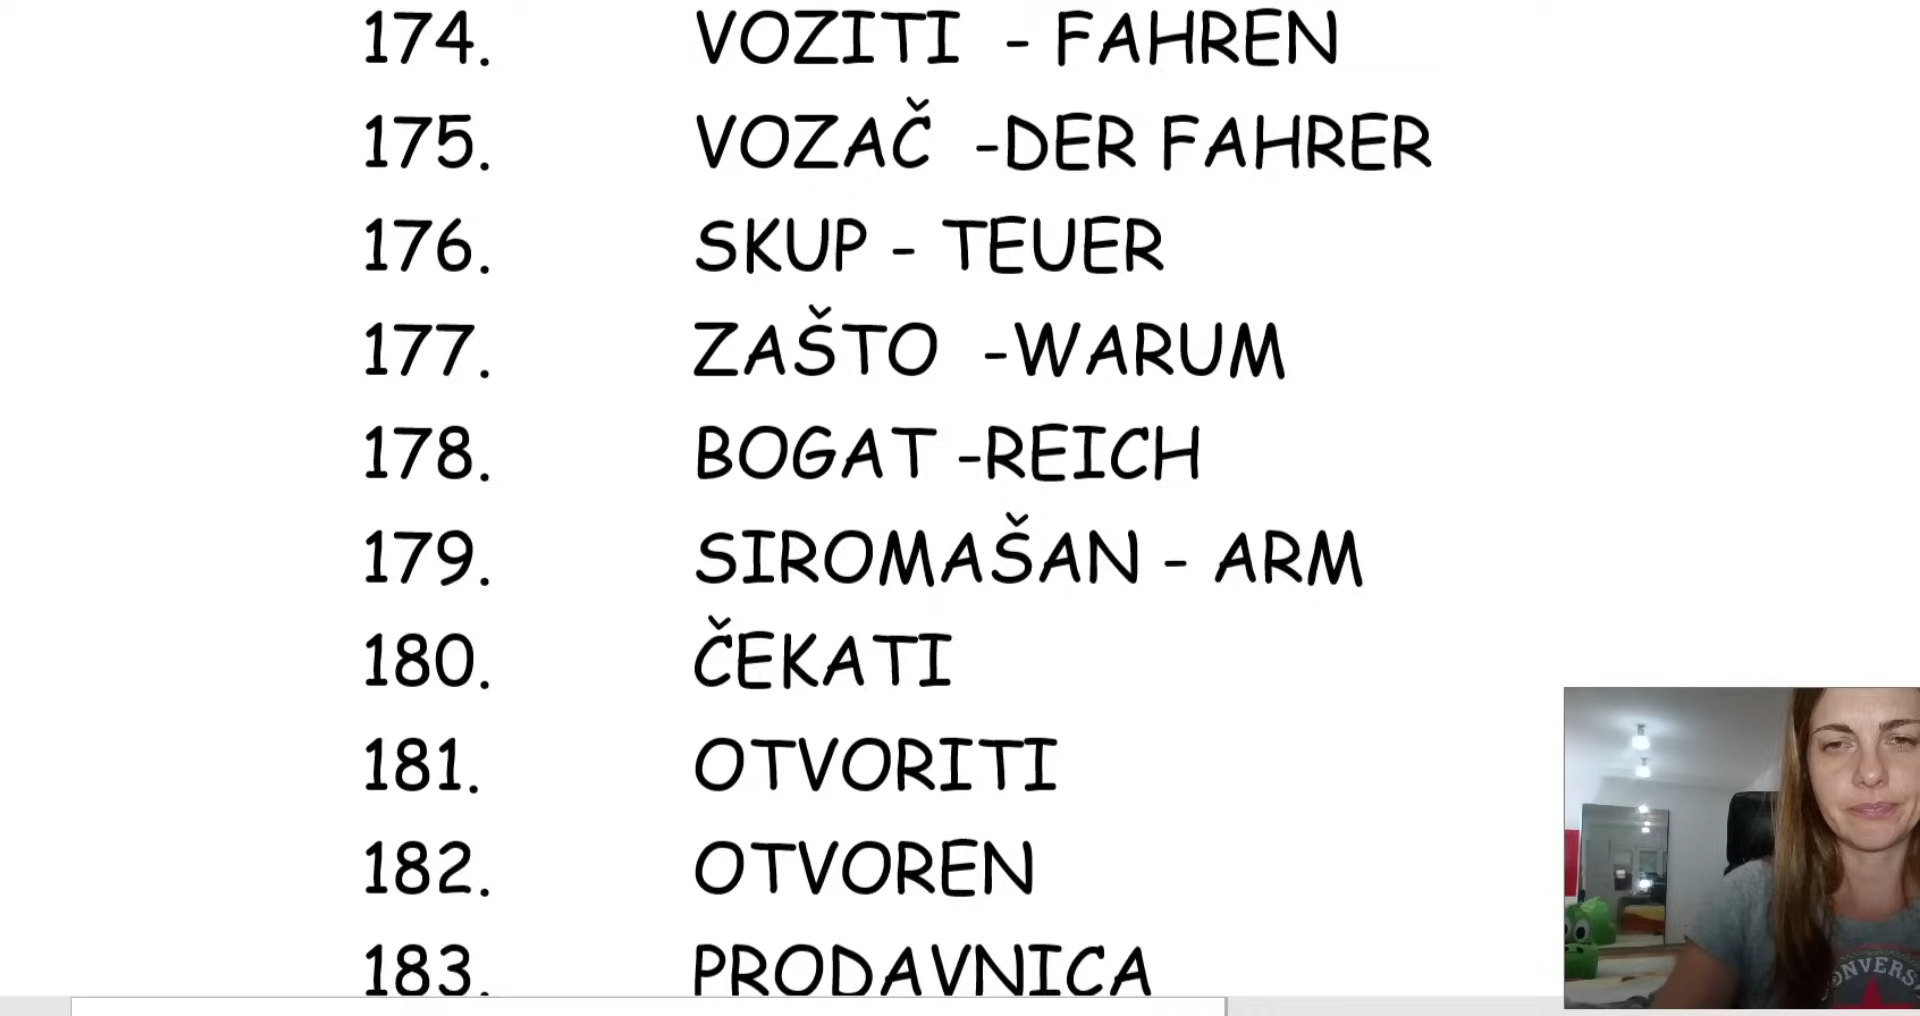 174. VOZITI - FAHREN
175. VOZAČ -DER FAHRER
176. SKUP - TEUER
177. ZAŠTO -WARUM
178. BOGAT -REICH
179. SIROMAŠAN - ARM
180. ČEKATI
181. OTVORITI
182. OTVOREN
183. PRODAVNICA